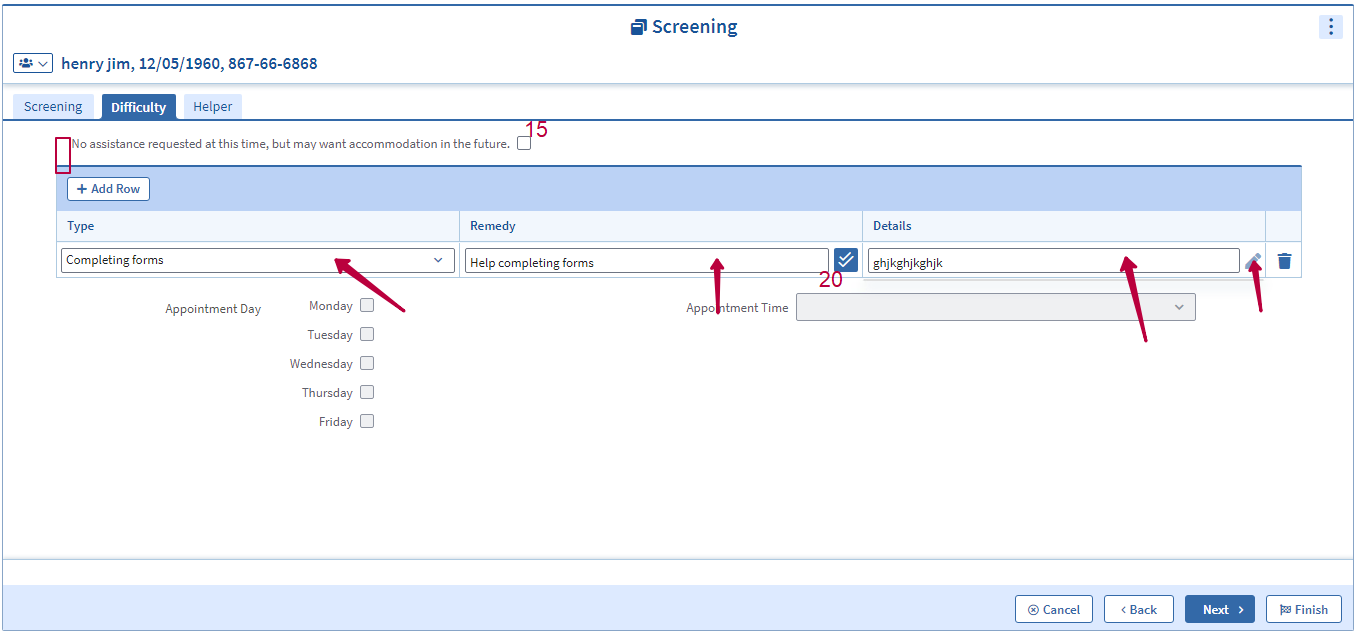 Screening
henry jim, 12/05/1960, 867-66-6868
Screening Difficulty Helper
15
No assistance requested at this time, but may want accommodation in the future.
+ Add Row
Type Remedy Details
Completing forms Help completing forms ghjkghjkghjk
20
Appointment Day Monday Appointment Time
Tuesday
Wednesday
Thursday
Friday
Cancel Back Next Finish